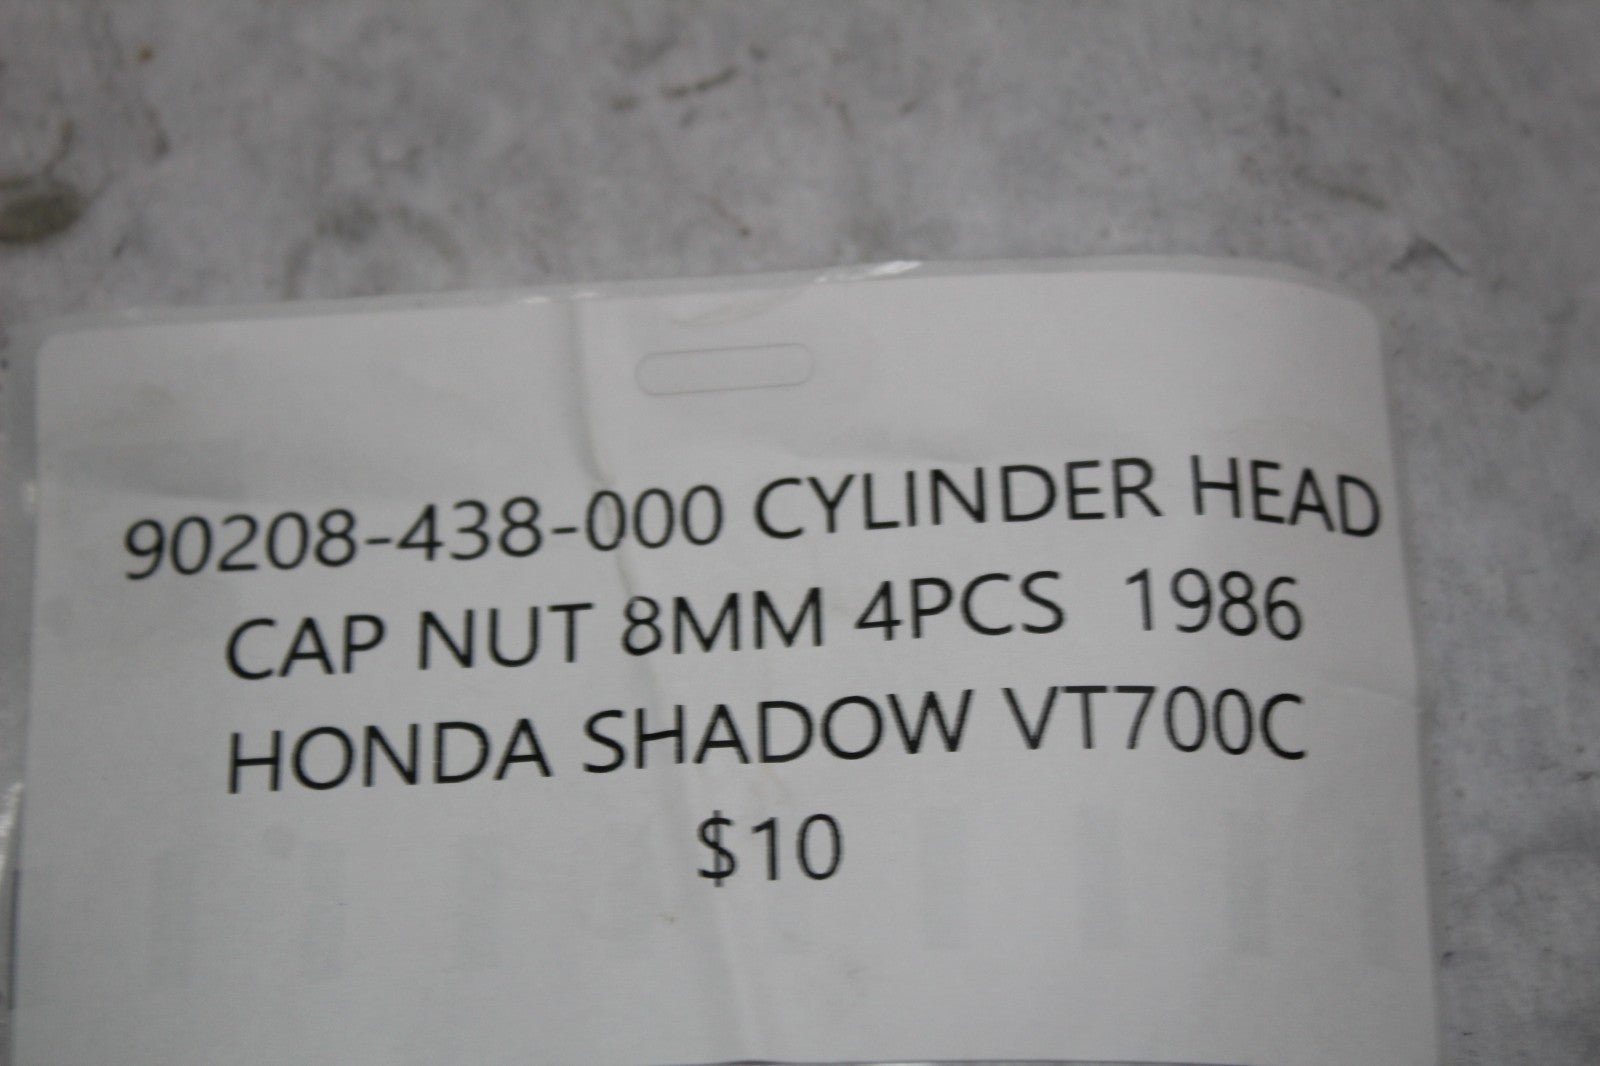 90208-438-000 CYLINDER HEAD
CAP NUT 8MM 4PCS 1986
HONDA SHADOW VT700C
$10